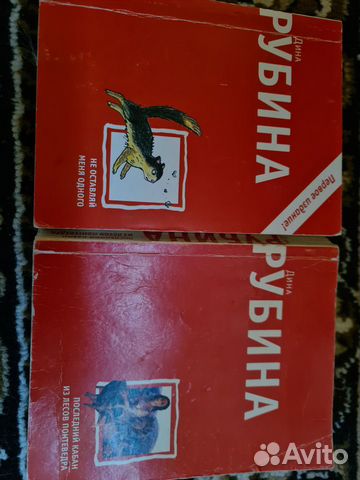 Дина
РУБИНА
Первое издание!
НЕ ОСТАВЛЯЙ
МЕНЯ ОДНОГО
Дина
РУБИНА
ПОСЛЕДНИЙ КАБАН
ИЗ ЛЕСОВ ПОНТЕВЕДРА
Avito